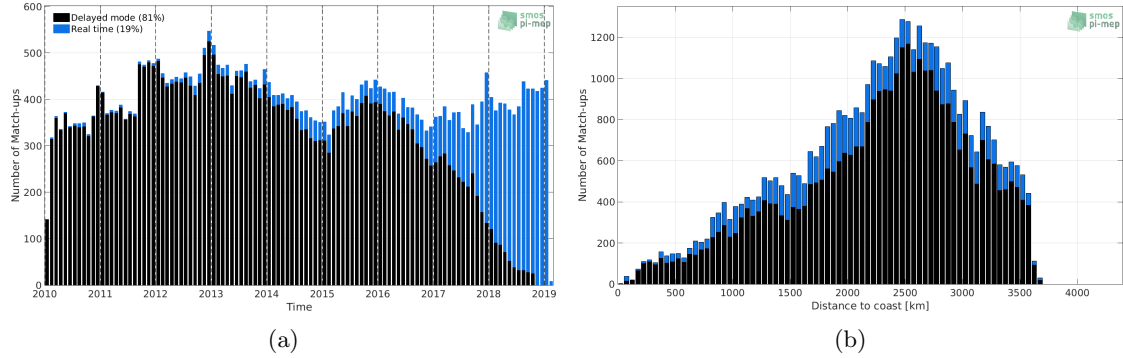 600
500
400
300
200
100
0
Number of Match-ups
Delayed mode (81%)
Real time (19%)
smos
pi-mep
2010 2011 2012 2013 2014 2015 2016 2017 2018 2019
Time
(a)
1200
1000
800
600
400
200
0
Number of Match-ups
smos
pi-mep
0 500 1000 1500 2000 2500 3000 3500 4000
Distance to coast [km]
(b)